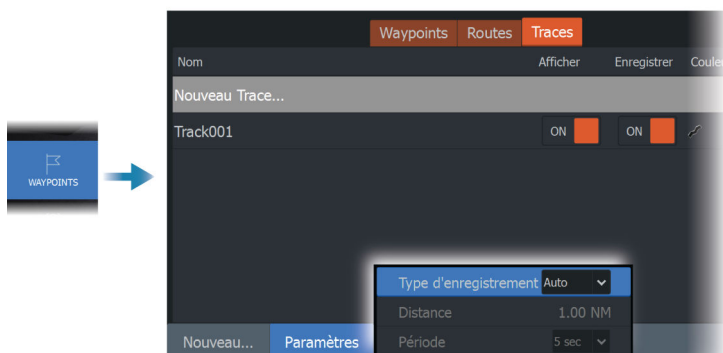 Waypoints Routes Traces
Nom Afficher Enregistrer
Nouveau Trace...
Track001 ON ON
WAYPOINTS
Type d'enregistrement Auto
Distance 1.00 NM
Nouveau... Paramètres Période 5 sec